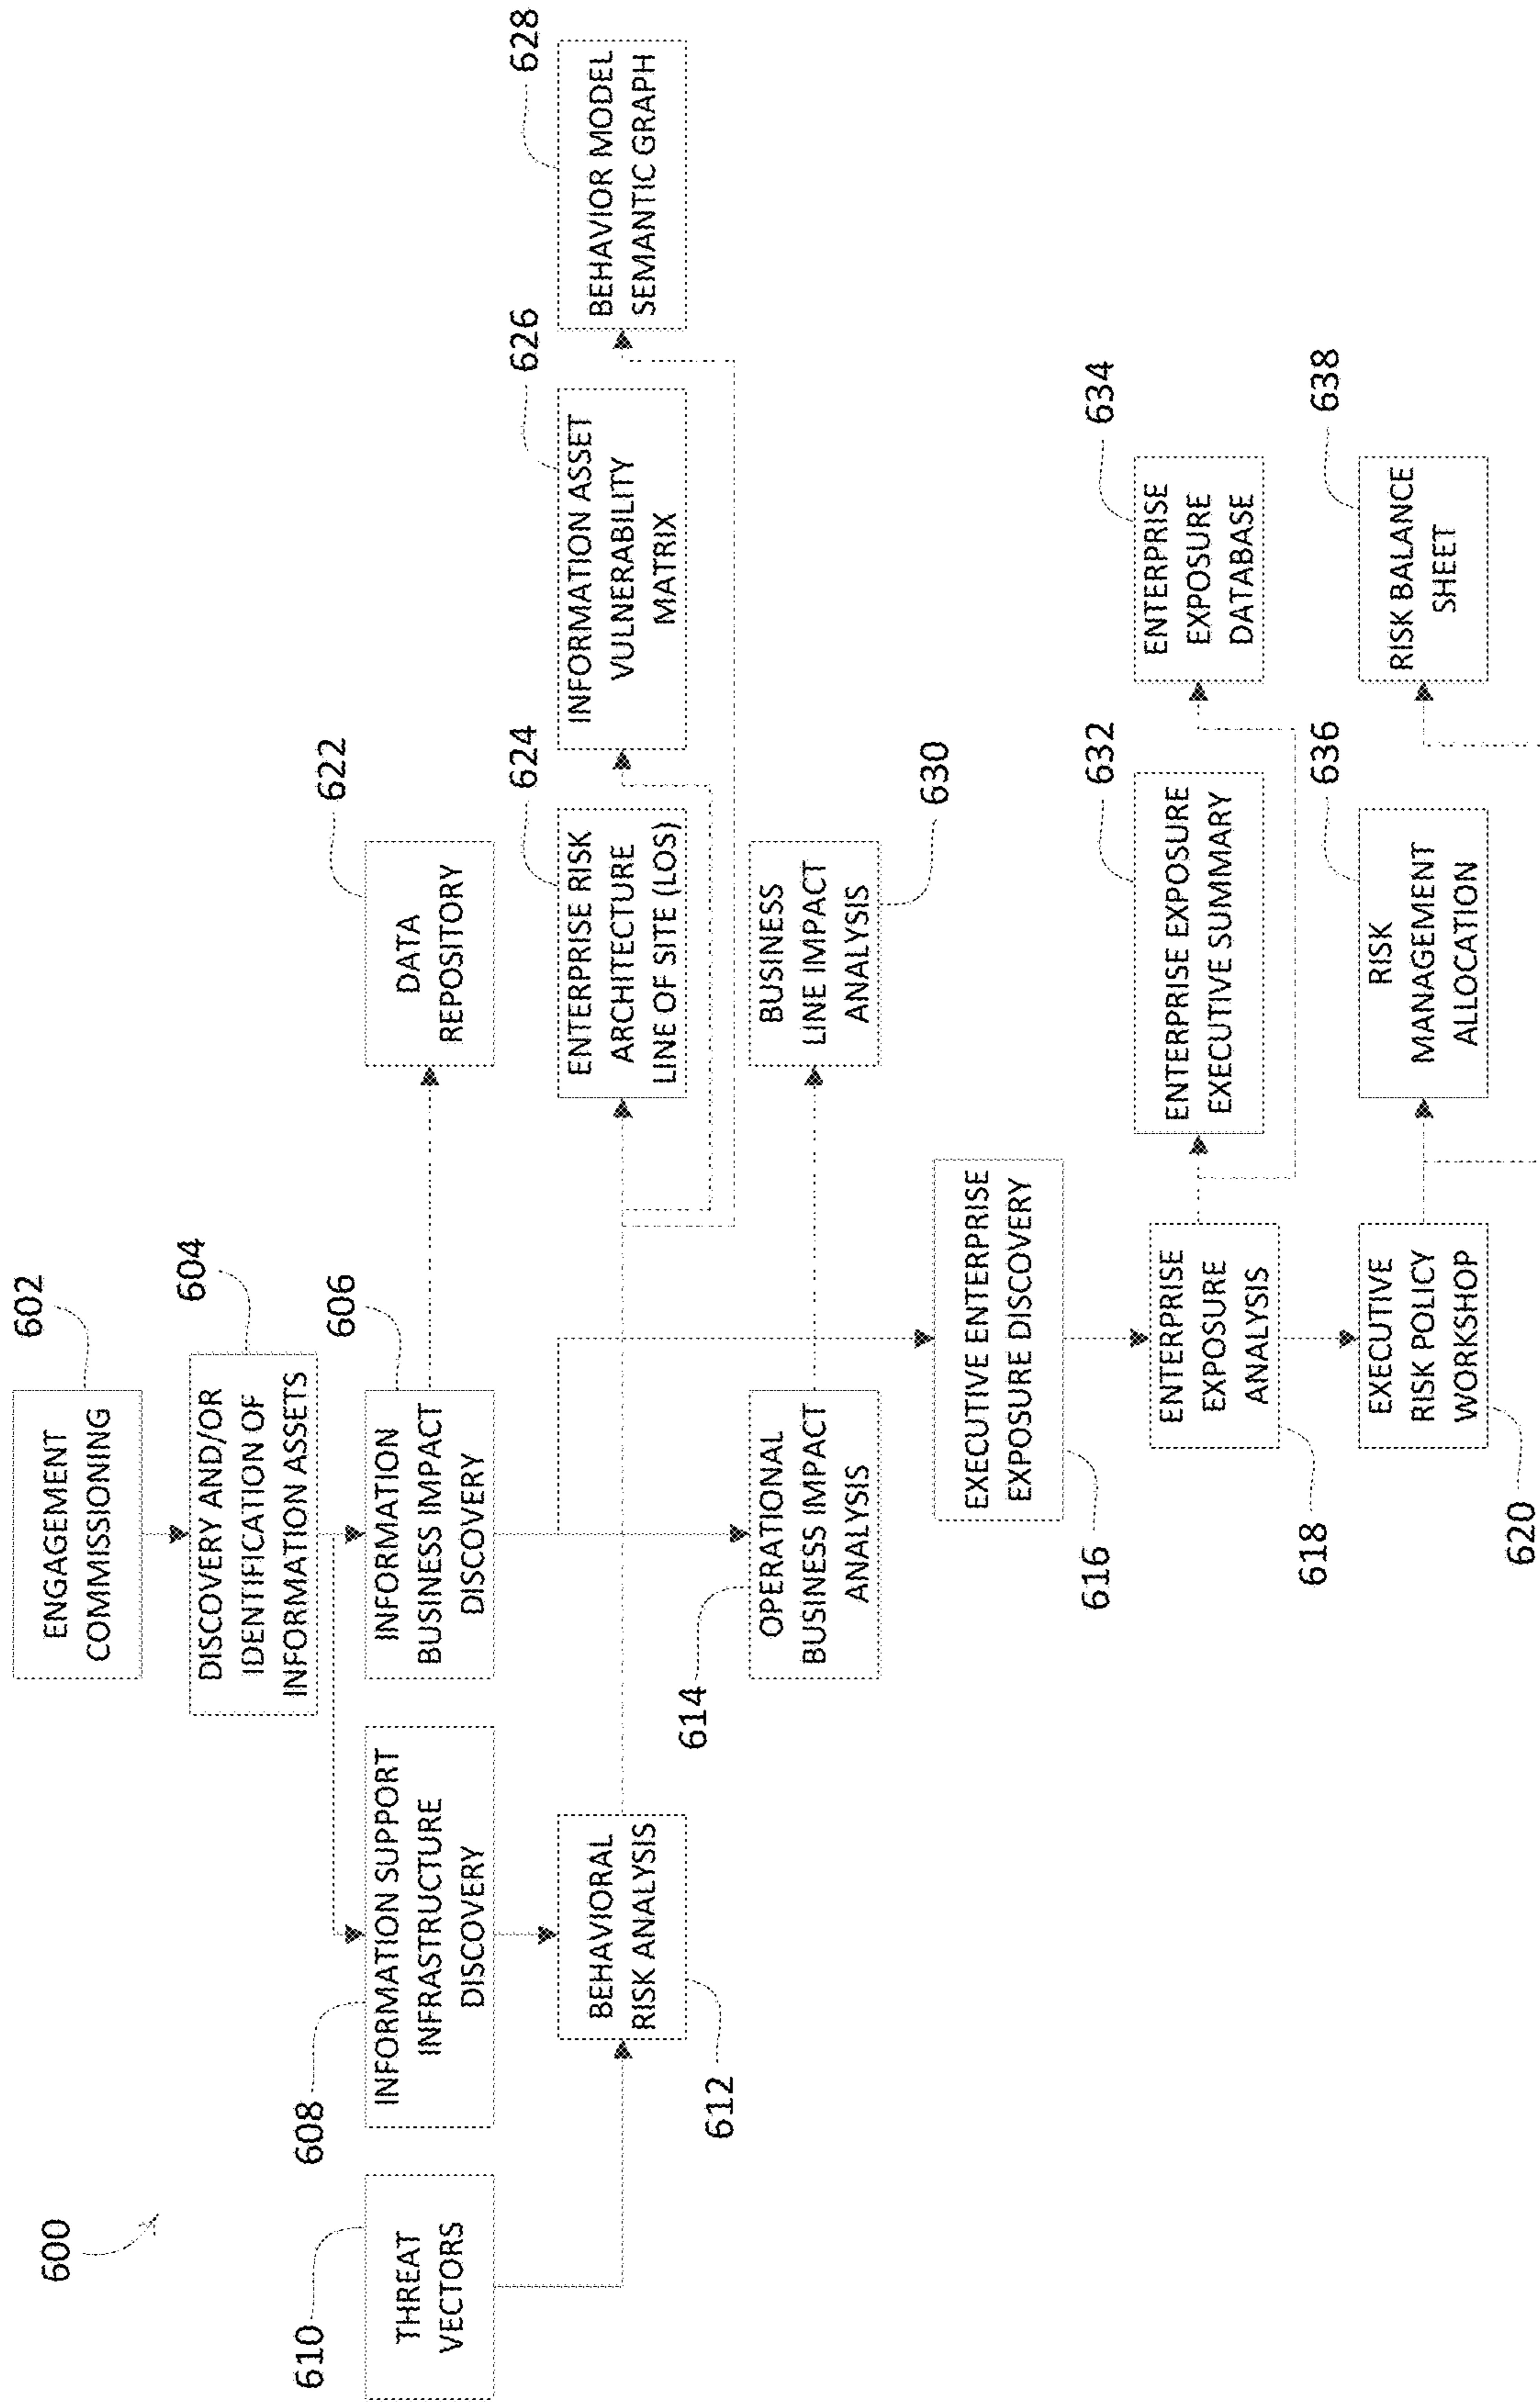 600
602
ENGAGEMENT
COMMISSIONING
604
DISCOVERY AND/OR
IDENTIFICATION OF
INFORMATION ASSETS
610
THREAT
VECTORS
608
INFORMATION SUPPORT
INFRASTRUCTURE
DISCOVERY
606
INFORMATION
BUSINESS IMPACT
DISCOVERY
622
DATA
REPOSITORY
612
BEHAVIORAL
RISK ANALYSIS
624
ENTERPRISE RISK
ARCHITECTURE
LINE OF SITE (LOS)
626
INFORMATION ASSET
VULNERABILITY
MATRIX
628
BEHAVIOR MODEL
SEMANTIC GRAPH
614
OPERATIONAL
BUSINESS IMPACT
ANALYSIS
630
BUSINESS
LINE IMPACT
ANALYSIS
616
EXECUTIVE ENTERPRISE
EXPOSURE DISCOVERY
618
ENTERPRISE
EXPOSURE
ANALYSIS
632
ENTERPRISE EXPOSURE
EXECUTIVE SUMMARY
634
ENTERPRISE
EXPOSURE
DATABASE
620
EXECUTIVE
RISK POLICY
WORKSHOP
636
RISK
MANAGEMENT
ALLOCATION
638
RISK BALANCE
SHEET